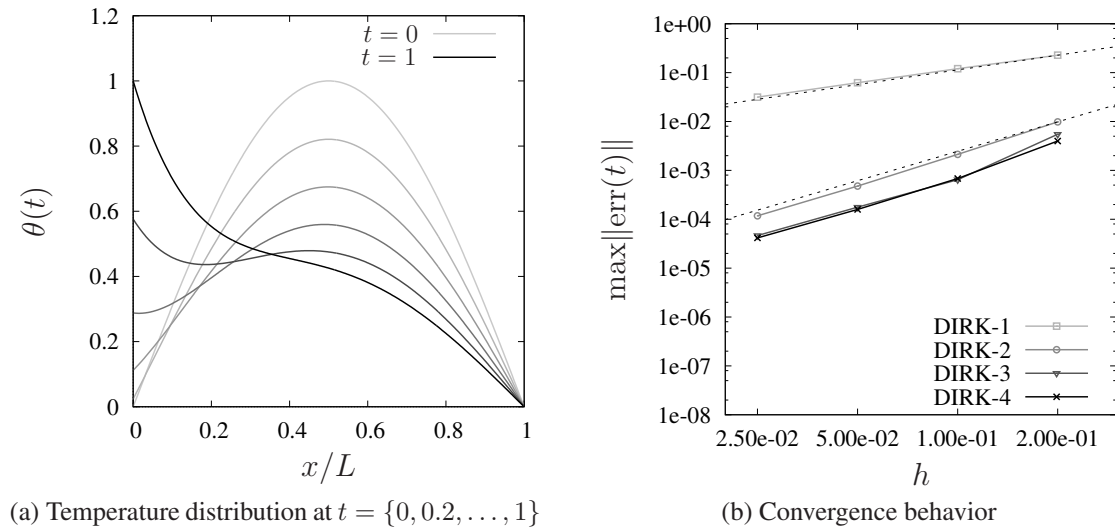 1.2
1
0.8
0.6
0.4
0.2
0
θ(t)
t = 0
t = 1
0 0.2 0.4 0.6 0.8 1
x/L
(a) Temperature distribution at t = {0, 0.2, . . . , 1}
1e+00
1e-01
1e-02
1e-03
1e-04
1e-05
1e-06
1e-07
1e-08
max‖err(t)‖
DIRK-1
DIRK-2
DIRK-3
DIRK-4
2.50e-02 5.00e-02 1.00e-01 2.00e-01
h
(b) Convergence behavior